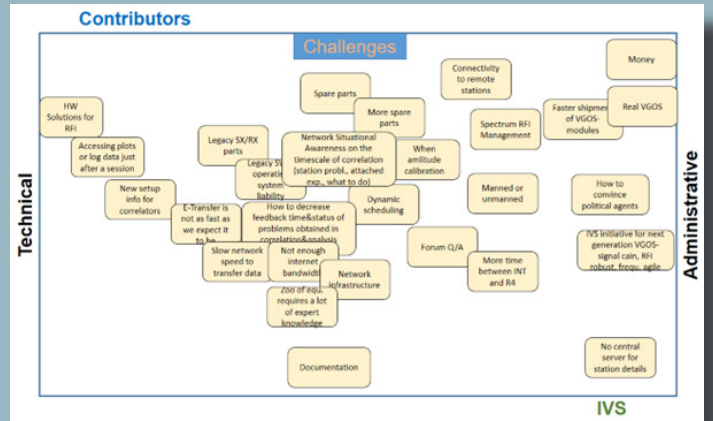 Contributors
Challenges
Money
Connectivity
to remote
stations
Spare parts
HW
Solutions for
RFI
More spare
parts
Spectrum RFI
Management
Faster shipment
of VGOS-
modules
Real VGOS
Accessing plots
or log data just
after a session
Legacy SX/RX
parts
Network Situational
Awareness on the
timescale of correlation
(station probl., attached
exp., what to do)
When
amlitude
calibration
Legacy
operati
system
liability
New setup
info for
correlators
Manned or
unmanned
How to
convince
political agents
Dynamic
scheduling
E-Transfer is
not as fast as
we expect it
to be
How to decrease
feedback time&status of
problems obtained in
correlation&analysis
Forum Q/A
IVS initiative for next
generation VGOS-
signal cain, RFI
robust, frequ. agile
Slow network
speed to
transfer data
Not enough
internet
bandwidth
Network
infrastructure
More time
between INT
and R4
Zoo of equ.
requires a lot
of expert
knowledge
Documentation
No central
server for
station details
Technical
Administrative
IVS